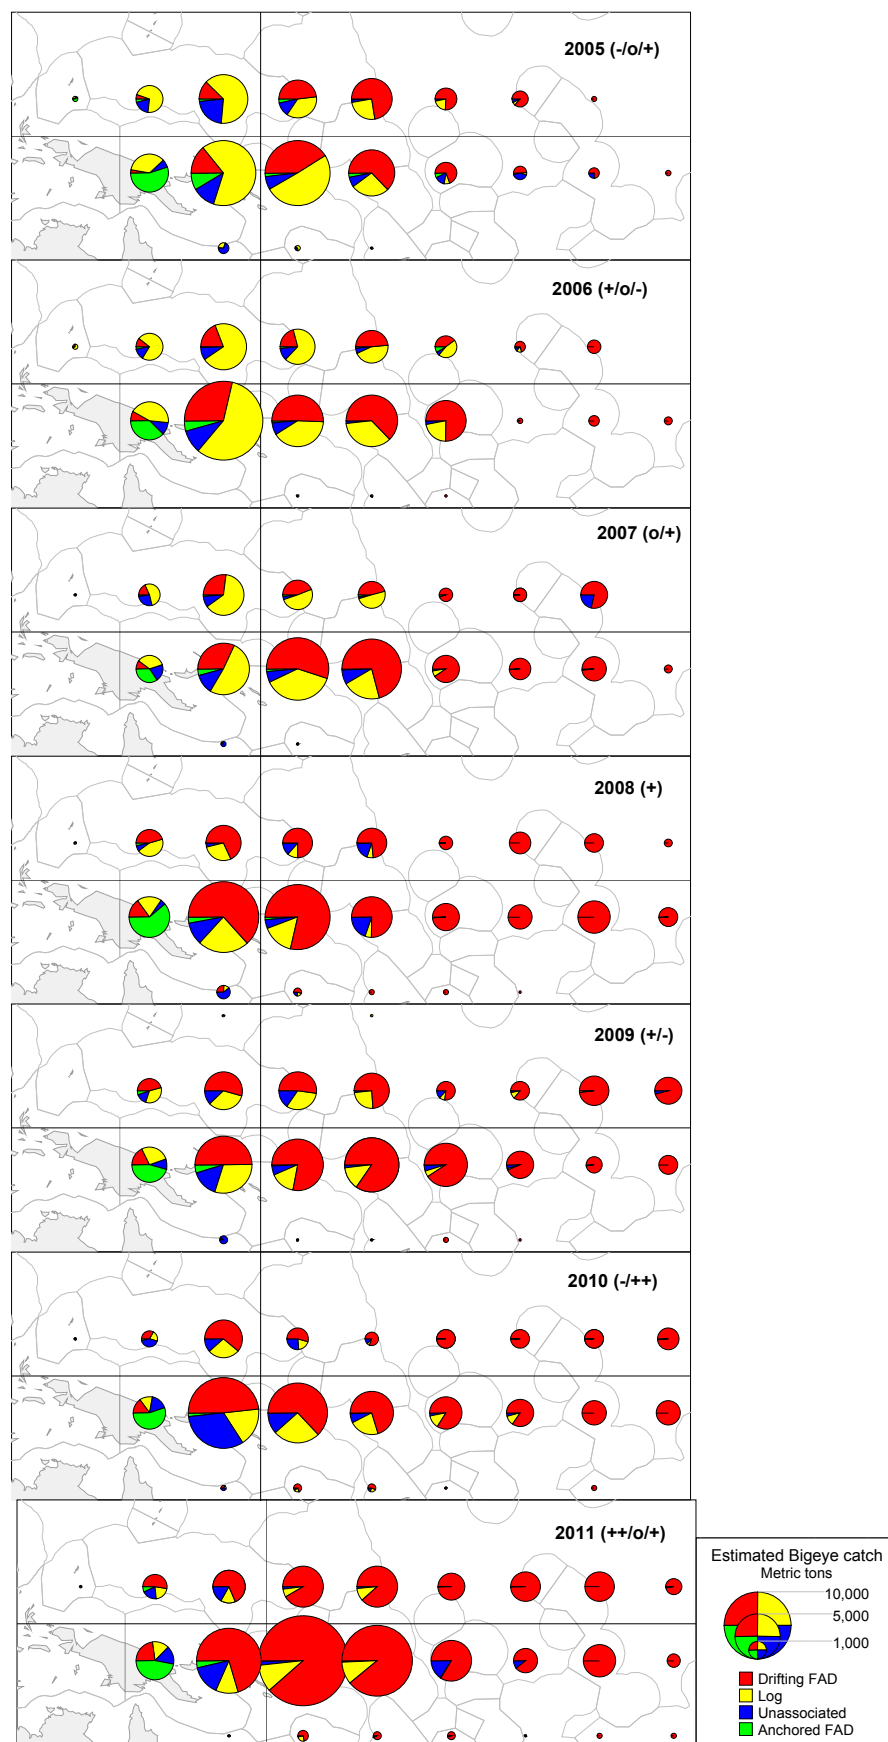 2005 (-/o/+)
2006 (+/o/-)
2007 (o/+)
2008 (+)
2009 (+/-)
2010 (-/++)
2011 (++/o/+)
Estimated Bigeye catch
Metric tons
10,000
5,000
1,000
Drifting FAD
Log
Unassociated
Anchored FAD